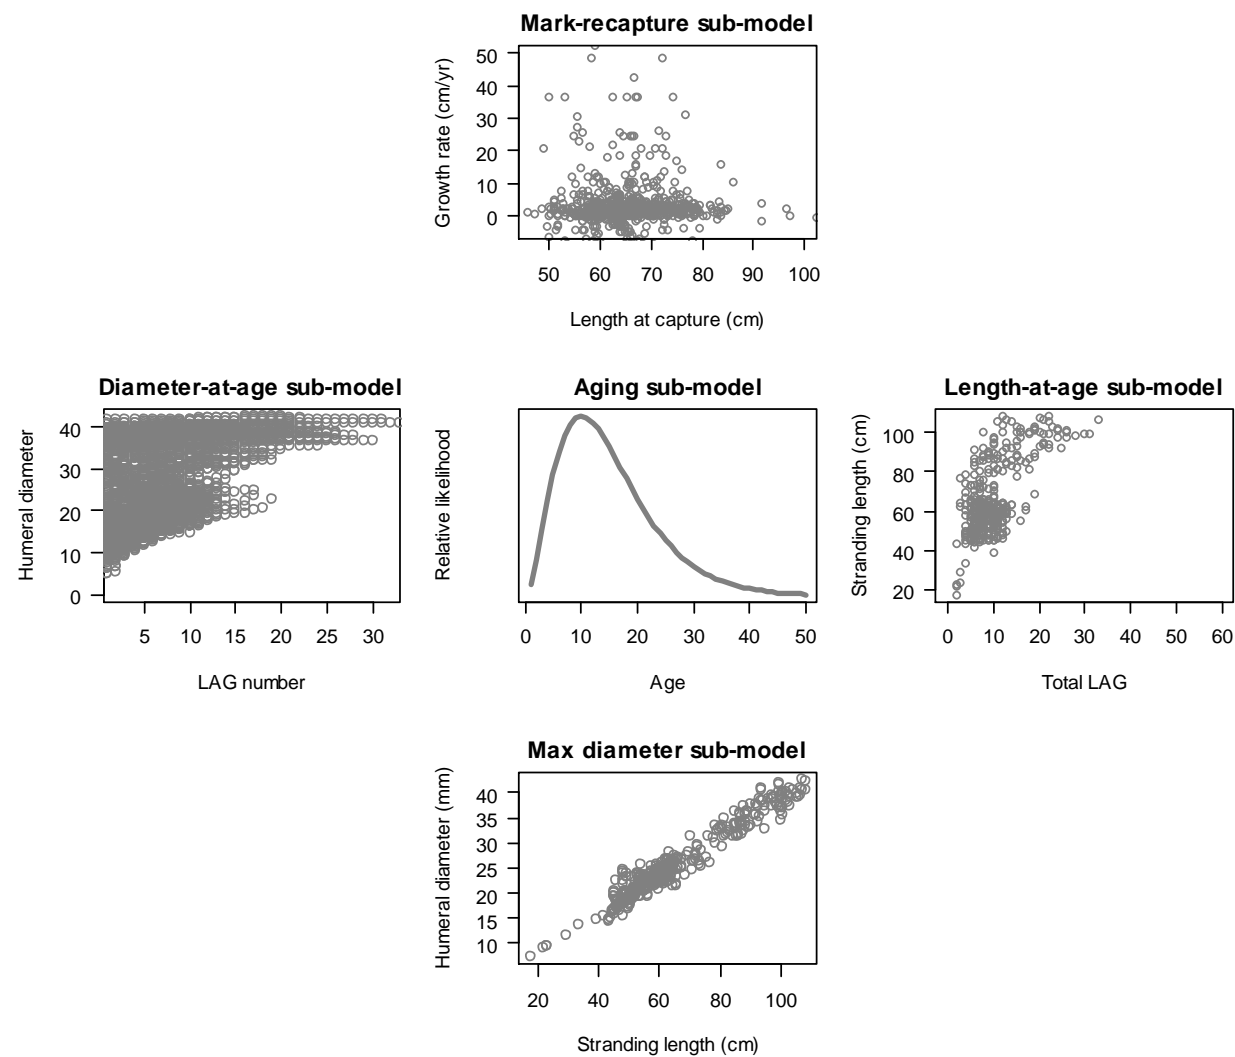 Mark-recapture sub-model
Growth rate (cm/yr)
50
40
30
20
10
0
50 60 70 80 90 100
Length at capture (cm)
Diameter-at-age sub-model
Humeral diameter
40
30
20
10
0
5 10 15 20 25 30
LAG number
Aging sub-model
Relative likelihood
0 10 20 30 40 50
Age
Length-at-age sub-model
Stranding length (cm)
100
80
60
40
20
0 10 20 30 40 50 60
Total LAG
Max diameter sub-model
Humeral diameter (mm)
40
35
30
25
20
15
10
20 40 60 80 100
Stranding length (cm)